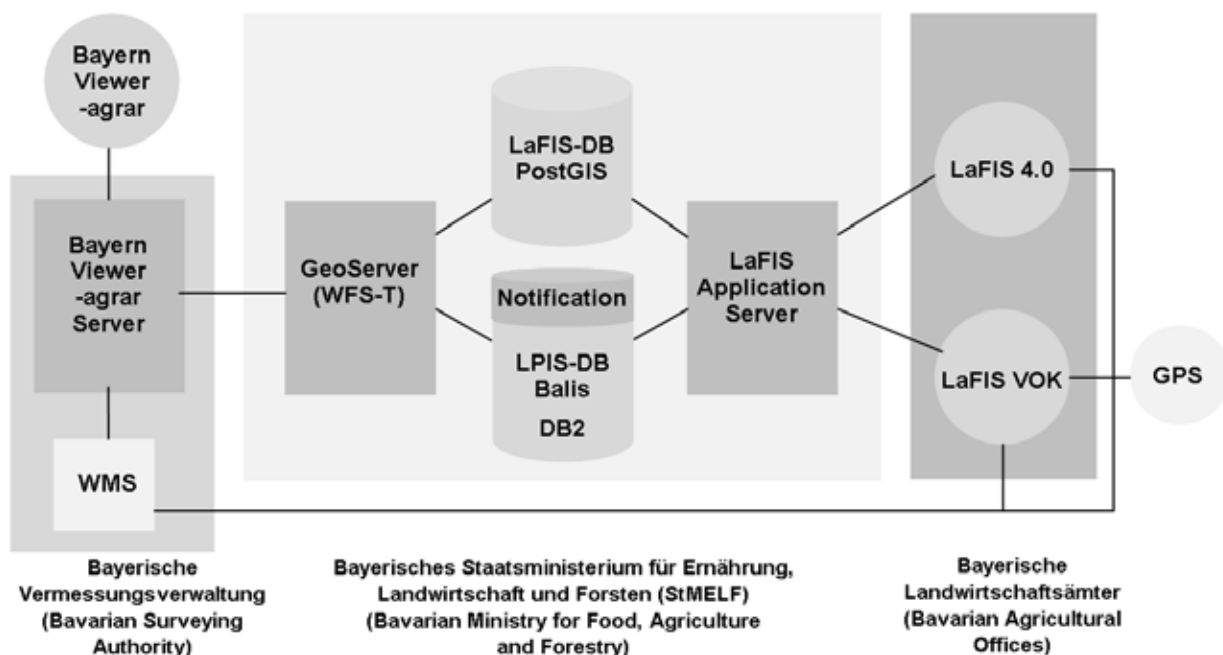 Bayern
Viewer
-agrar
Bayern
Viewer
-agrar
Server
WMS
GeoServer
(WFS-T)
LaFIS-DB
PostGIS
Notification
LPIS-DB
Balis
DB2
LaFIS
Application
Server
LaFIS 4.0
LaFIS VOK
GPS
Bayerische
Vermessungsverwaltung
(Bavarian Surveying
Authority)
Bayerisches Staatsministerium für Ernährung,
Landwirtschaft und Forsten (StMELF)
(Bavarian Ministry for Food, Agriculture
and Forestry)
Bayerische
Landwirtschaftsämter
(Bavarian Agricultural
Offices)